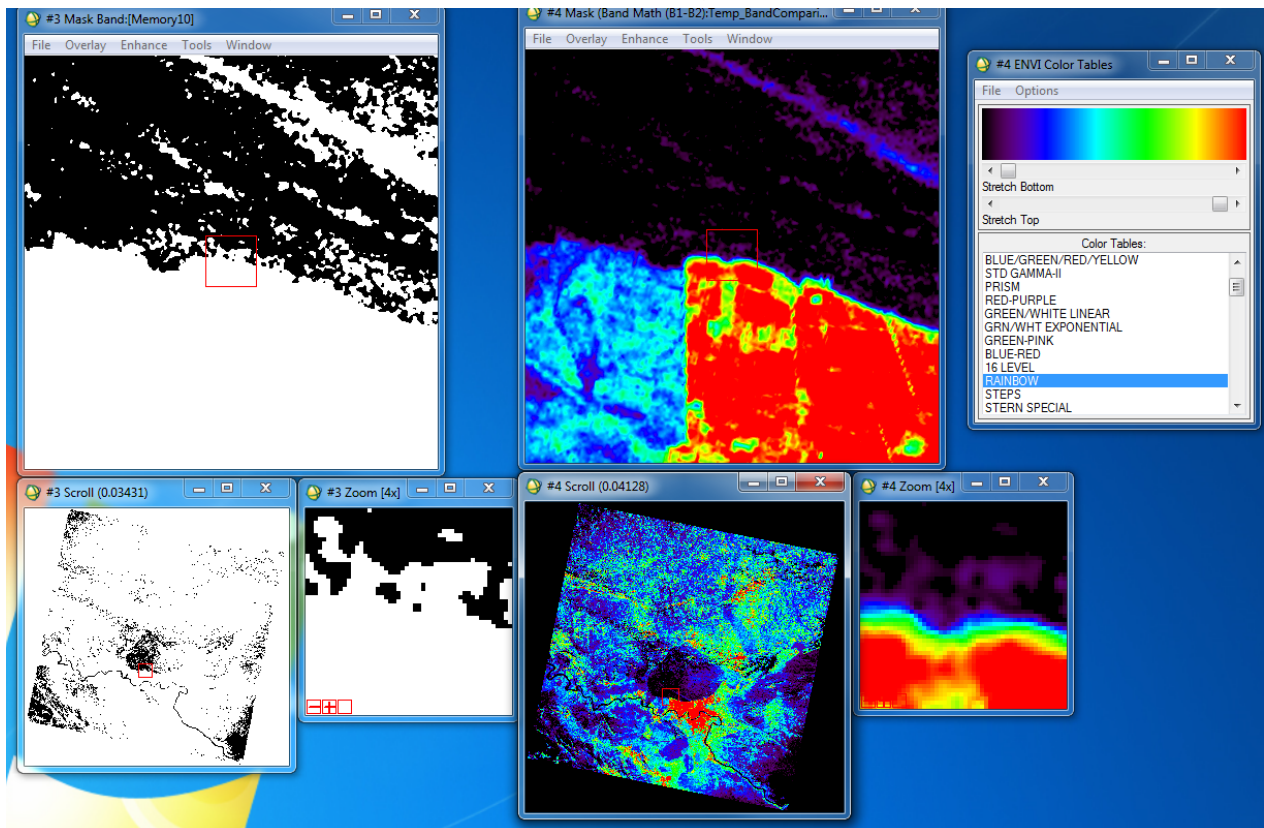 #3 Mask Band:[Memory10]
File Overlay Enhance Tools Window
#4 Mask (Band Math (B1-B2):Temp_BandCompari...
File Overlay Enhance Tools Window
#4 ENVI Color Tables
File Options
Stretch Bottom
Stretch Top
Color Tables:
BLUE/GREEN/RED/YELLOW
STD GAMMA-II
PRISM
RED-PURPLE
GREEN/WHITE LINEAR
GRN/WHT EXPONENTIAL
GREEN-PINK
BLUE-RED
16 LEVEL
RAINBOW
STEPS
STERN SPECIAL
#3 Scroll (0.03431)
#3 Zoom [4x]
#4 Scroll (0.04128)
#4 Zoom [4x]